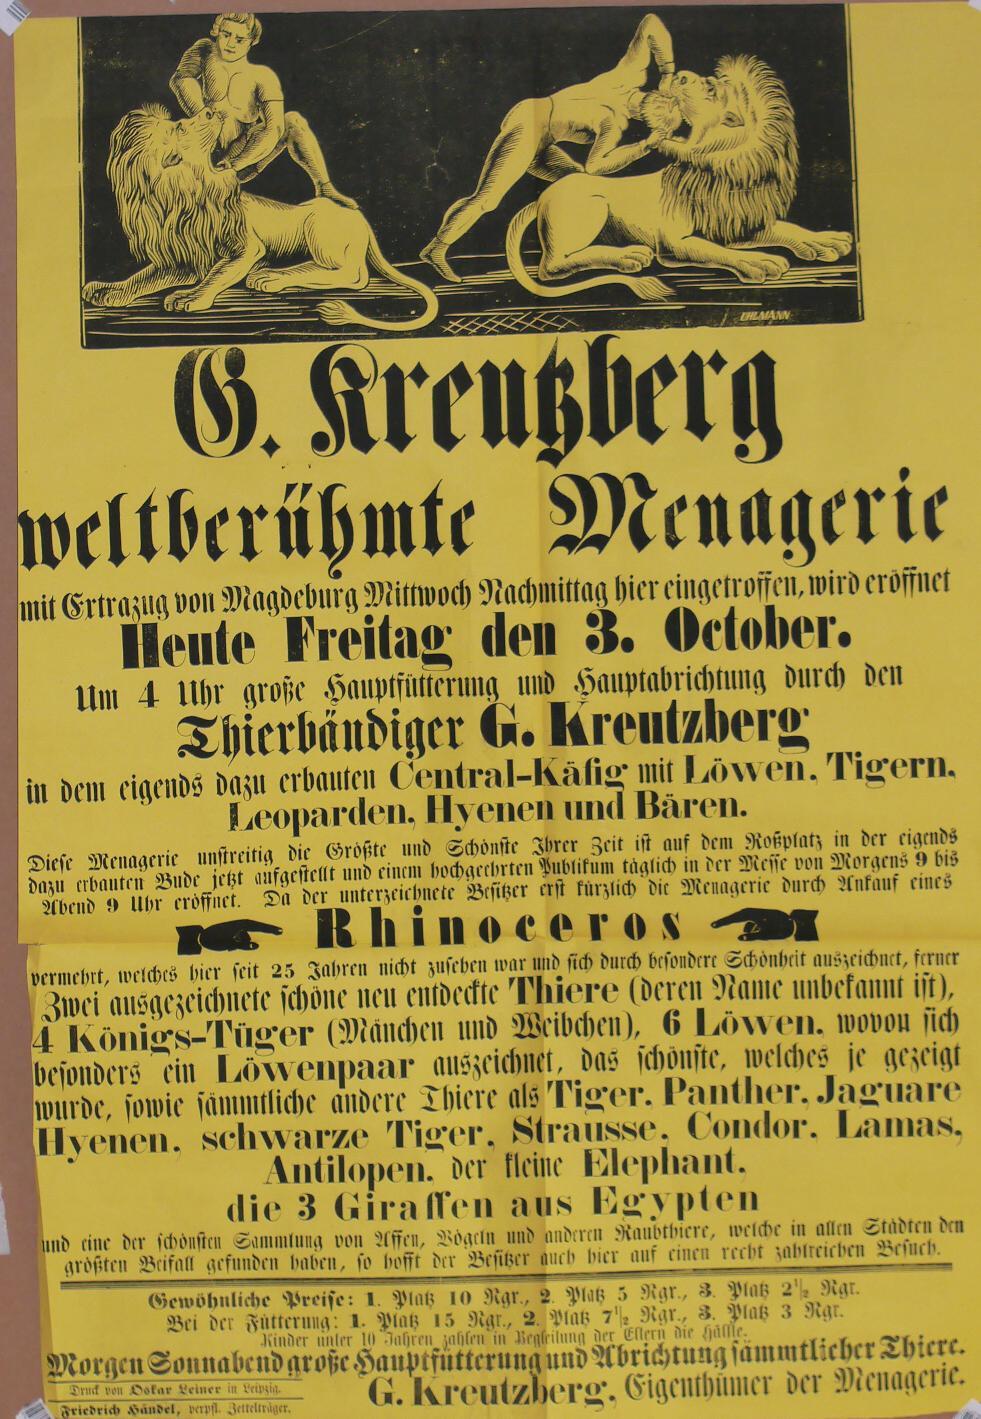 UHLMANN
G. Kreutzberg
weltberühmte Menagerie
mit Extrazug von Magdeburg Mittwoch Nachmittag hier eingetroffen, wird eröffnet
Heute Freitag den 3. October.
Um 4 Uhr große Hauptfütterung und Hauptabrichtung durch den
Thierbändiger G. Kreutzberg
in dem eigends dazu erbauten Central-Käfig mit Löwen, Tigern,
Leoparden, Hyenen und Bären.
Diese Menagerie unstreitig die Größte und Schönste Ihrer Zeit ist auf dem Roßplatz in der eigends
dazu erbauten Bude jetzt aufgestellt und einem hochgeehrten Publikum täglich in der Messe von Morgens 9 bis
Abend 9 Uhr eröffnet. Da der unterzeichnete Besitzer erst kürzlich die Menagerie durch Ankauf eines
Rhinoceros
vermehrt, welches hier seit 25 Jahren nicht zusehen war und sich durch besondere Schönheit auszeichnet, ferner
Zwei ausgezeichnete schöne neu entdeckte Thiere (deren Name unbekannt ist),
4 Königs-Tüger (Mänchen und Weibchen), 6 Löwen, wovou sich
besonders ein Löwenpaar auszeichnet, das schönste, welches je gezeigt
wurde, sowie sämmtliche andere Thiere als Tiger, Panther, Jaguare
Hyenen, schwarze Tiger, Strausse, Condor, Lamas,
Antilopen, der kleine Elephant,
die 3 Giraffen aus Egypten
und eine der schönsten Sammlung von Affen, Vögeln und anderen Raubthiere, welche in allen Städten den
größten Beifall gefunden haben, so hofft der Besitzer auch hier auf einen recht zahlreichen Besuch.
Gewöhnliche Preise: 1. Platz 10 Ngr., 2. Platz 5 Ngr., 3. Platz 2½ Ngr.
Bei der Fütterung: 1. Platz 15 Ngr., 2. Platz 7½ Ngr., 3. Platz 3 Ngr.
Kinder unter 10 Jahren zahlen in Begleitung der Eltern die Hälfte.
Morgen Sonnabend große Hauptfütterung und Abrichtung sämmtlicher Thiere.
Druck von Oskar Leiner in Leipzig.
G. Kreutzberg, Eigenthümer der Menagerie.
Friedrich Händel, verpfl. Zettelträger.